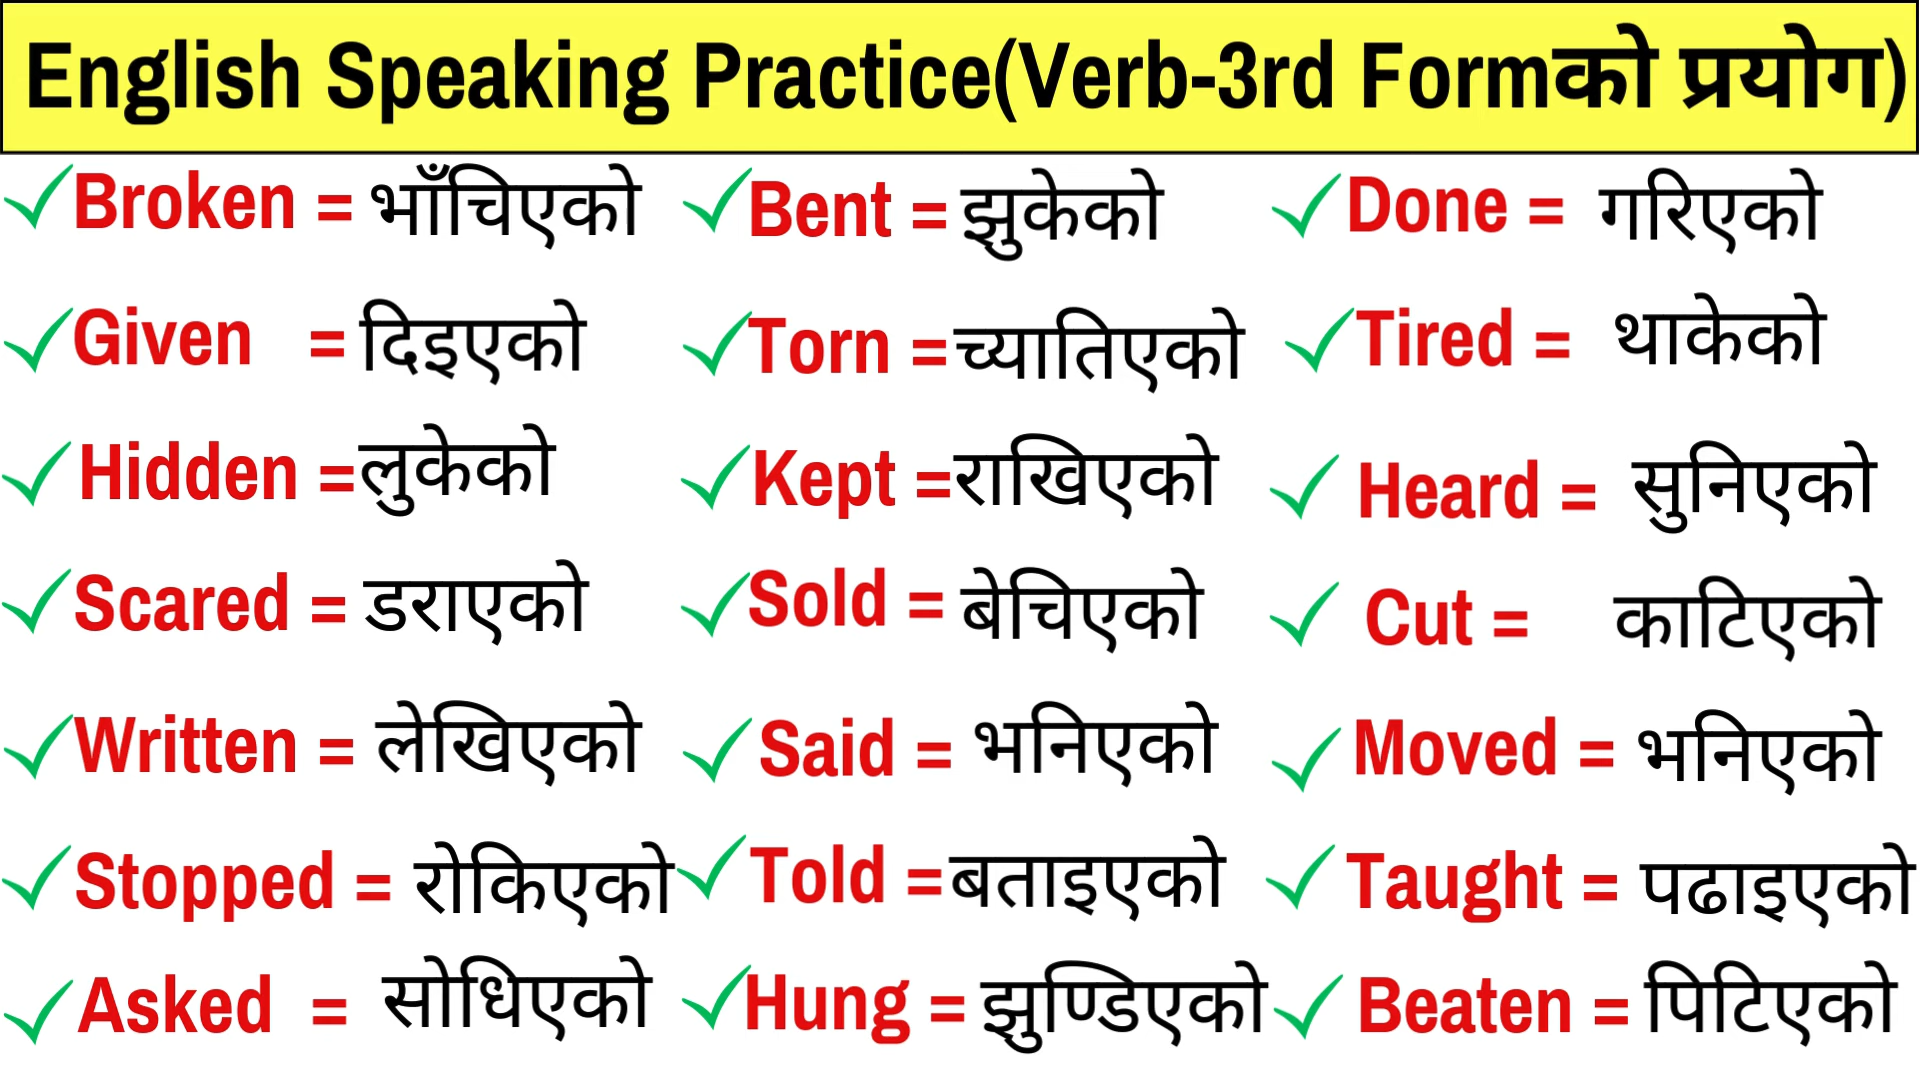 English Speaking Practice(Verb-3rd Formको प्रयोग)
Broken = भाँचिएको Bent = झुकेको Done = गरिएको
Given = दिइएको Torn = च्यातिएको Tired = थाकेको
Hidden = लुकेको Kept = राखिएको Heard = सुनिएको
Scared = डराएको Sold = बेचिएको Cut = काटिएको
Written = लेखिएको Said = भनिएको Moved = भनिएको
Stopped = रोकिएको Told = बताइएको Taught = पढाइएको
Asked = सोधिएको Hung = झुण्डिएको Beaten = पिटिएको